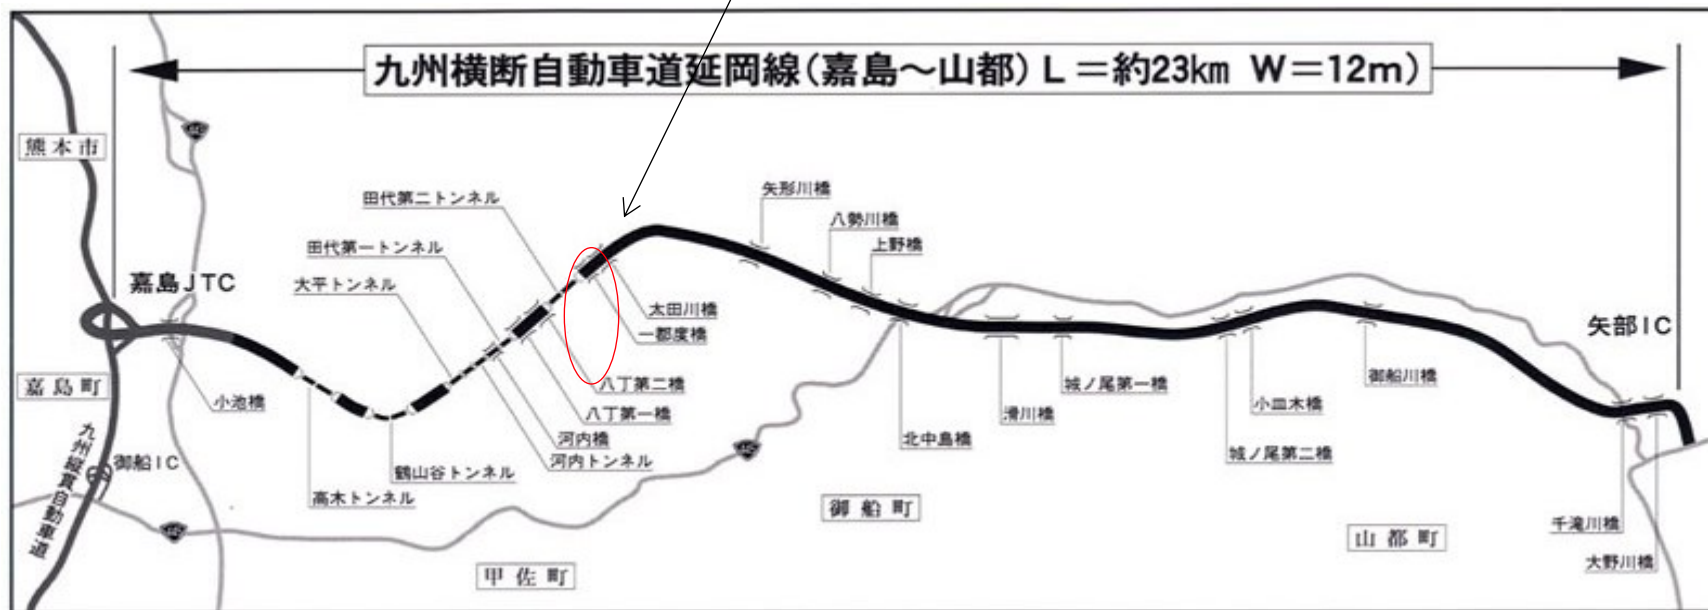 九州横断自動車道延岡線(嘉島～山都) L＝約23km W＝12m)
熊本市
田代第二トンネル
矢形川橋
八勢川橋
上野橋
田代第一トンネル
大平トンネル
嘉島JTC
太田川橋
一都度橋
矢部IC
嘉島町
小池橋
八丁第二橋
八丁第一橋
河内橋
河内トンネル
鶴山谷トンネル
高木トンネル
北中島橋
滑川橋
城ノ尾第一橋
小皿木橋
御船川橋
城ノ尾第二橋
御船IC
九州縦貫自動車道
御船町
山都町
千滝川橋
大野川橋
甲佐町